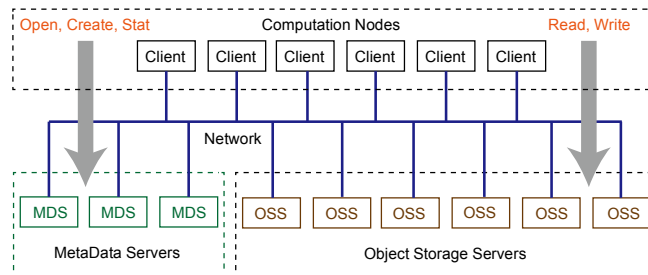 Computation Nodes
Open, Create, Stat
Read, Write
Client Client Client Client Client Client
Network
MDS MDS MDS OSS OSS OSS OSS OSS OSS
MetaData Servers
Object Storage Servers